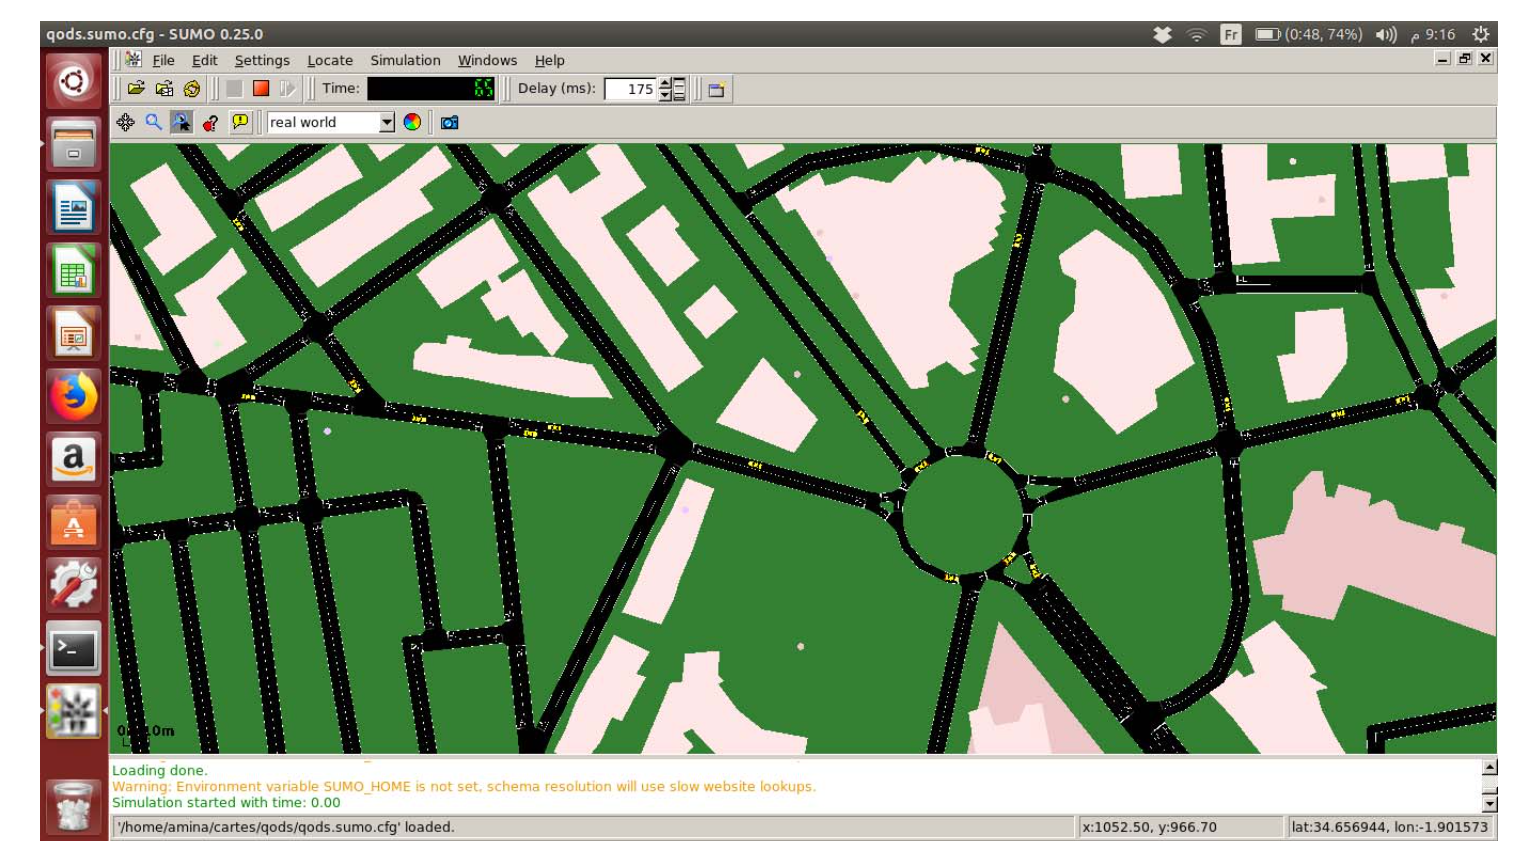 qods.sumo.cfg - SUMO 0.25.0
Fr (0:48, 74%) م 9:16
File Edit Settings Locate Simulation Windows Help
Time: 65 Delay (ms): 175
real world
Loading done.
Warning: Environment variable SUMO_HOME is not set, schema resolution will use slow website lookups.
Simulation started with time: 0.00
'/home/amina/cartes/qods/qods.sumo.cfg' loaded.
x:1052.50, y:966.70
lat:34.656944, lon:-1.901573